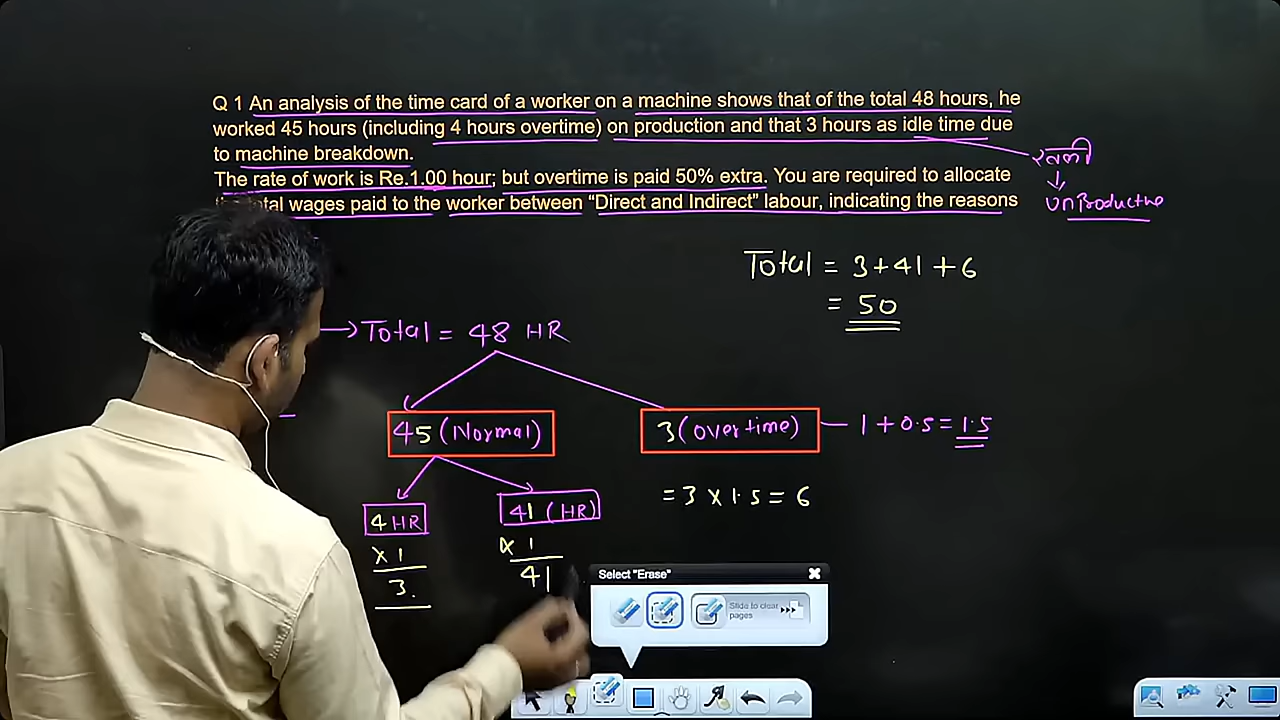 Q 1 An analysis of the time card of a worker on a machine shows that of the total 48 hours, he
worked 45 hours (including 4 hours overtime) on production and that 3 hours as idle time due
to machine breakdown.
The rate of work is Re.1.00 hour; but overtime is paid 50% extra. You are required to allocate
total wages paid to the worker between “Direct and Indirect” labour, indicating the reasons
खाली
↓
unproductive
Total = 3+41+6
= 50
→ Total = 48 HR
45 (Normal)
3 (overtime) — 1+0.5=1.5
= 3 × 1.5 = 6
4 HR
41 (HR)
× 1
× 1
3.
41
Select "Erase"
Slide to clear
pages